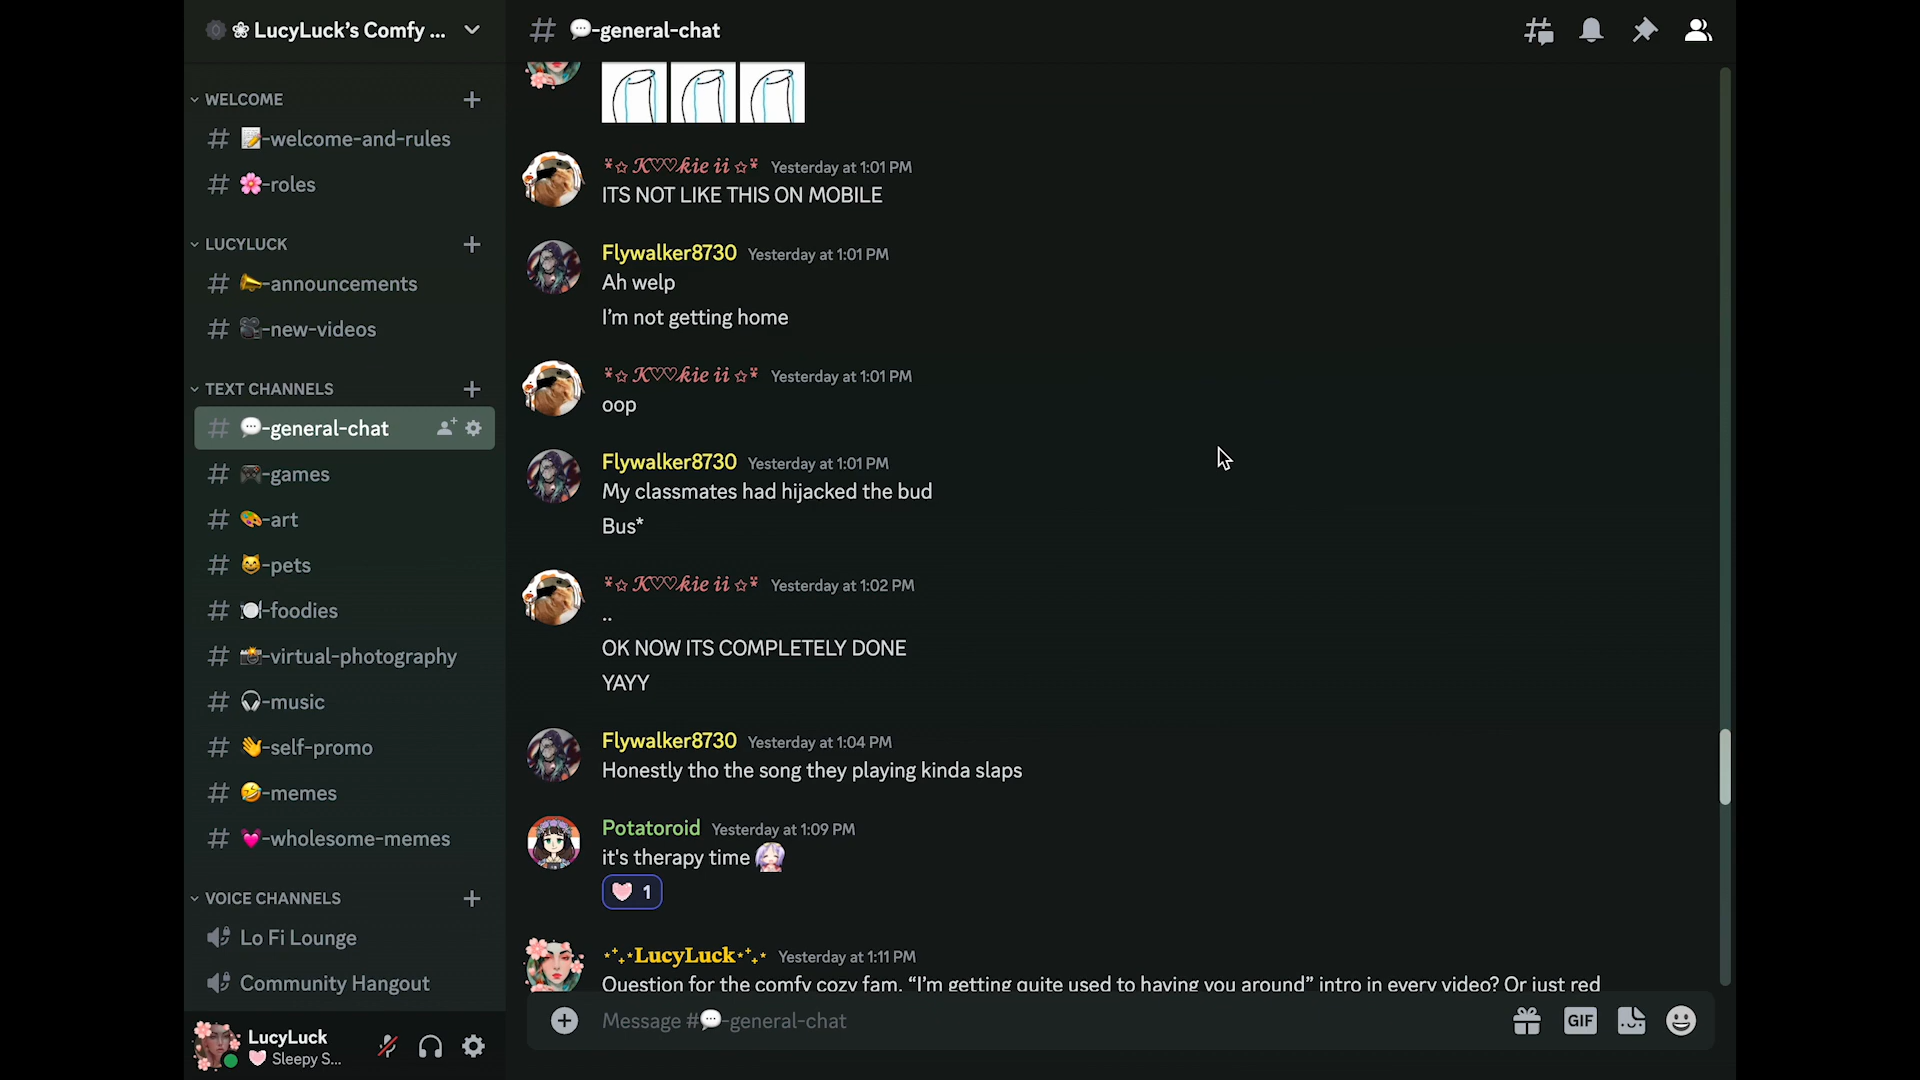 ❀ LucyLuck’s Comfy ...
WELCOME
# 📝-welcome-and-rules
# 🌸-roles
LUCYLUCK
# 📣-announcements
# 🎥-new-videos
TEXT CHANNELS
# 💬-general-chat
# 🎮-games
# 🎨-art
# 😺-pets
# 🍽️-foodies
# 📸-virtual-photography
# 🎧-music
# 👋-self-promo
# 🤣-memes
# 💓-wholesome-memes
VOICE CHANNELS
Lo Fi Lounge
Community Hangout
LucyLuck
🩷 Sleepy S...
# 💬-general-chat
*✩ 𝒦♡♡𝓀𝒾𝑒 𝒾𝒾 ✩* Yesterday at 1:01 PM
ITS NOT LIKE THIS ON MOBILE
Flywalker8730 Yesterday at 1:01 PM
Ah welp
I’m not getting home
*✩ 𝒦♡♡𝓀𝒾𝑒 𝒾𝒾 ✩* Yesterday at 1:01 PM
oop
Flywalker8730 Yesterday at 1:01 PM
My classmates had hijacked the bud
Bus*
*✩ 𝒦♡♡𝓀𝒾𝑒 𝒾𝒾 ✩* Yesterday at 1:02 PM
..
OK NOW ITS COMPLETELY DONE
YAYY
Flywalker8730 Yesterday at 1:04 PM
Honestly tho the song they playing kinda slaps
Potatoroid Yesterday at 1:09 PM
it's therapy time
🩷 1
⋆⁺₊⋆LucyLuck⋆⁺₊⋆ Yesterday at 1:11 PM
Question for the comfy cozy fam. “I’m getting quite used to having you around” intro in every video? Or just red
Message #💬-general-chat
GIF